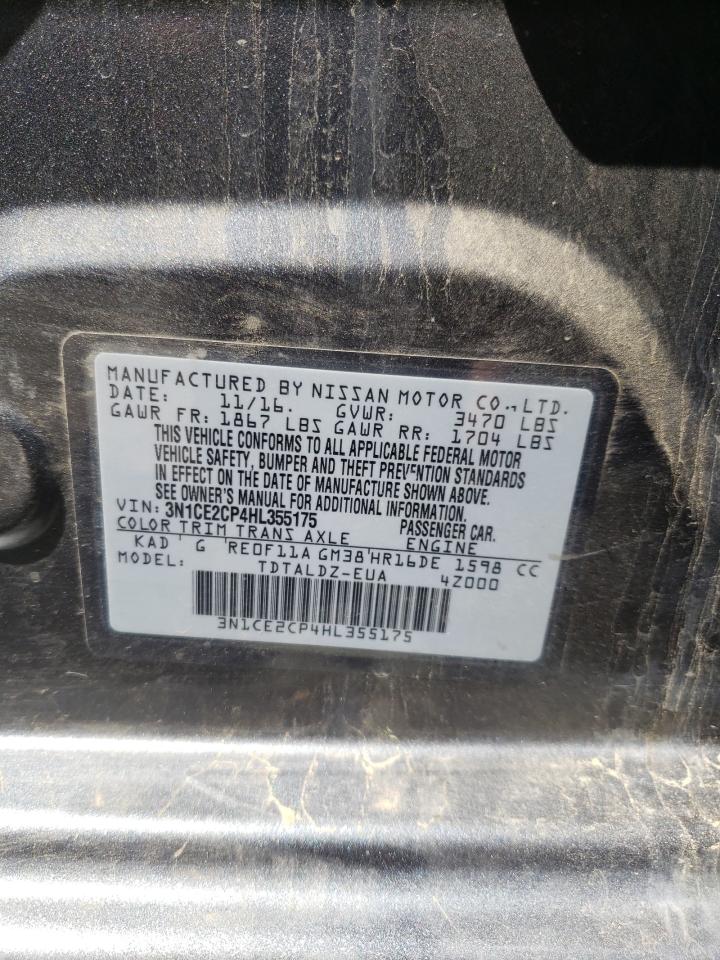 MANUFACTURED BY NISSAN MOTOR CO., LTD.
DATE: 11/16. GVWR: 3470 LBS
GAWR FR: 1867 LBS GAWR RR: 1704 LBS
THIS VEHICLE CONFORMS TO ALL APPLICABLE FEDERAL MOTOR
VEHICLE SAFETY, BUMPER AND THEFT PREVENTION STANDARDS
IN EFFECT ON THE DATE OF MANUFACTURE SHOWN ABOVE.
SEE OWNER'S MANUAL FOR ADDITIONAL INFORMATION.
VIN: 3N1CE2CP4HL355175 PASSENGER CAR.
COLOR TRIM TRANS AXLE ENGINE
KAD G RE0F11A GM38 HR16DE 1598 CC
MODEL: TDTALDZ-EUA 4Z000
3N1CE2CP4HL355175